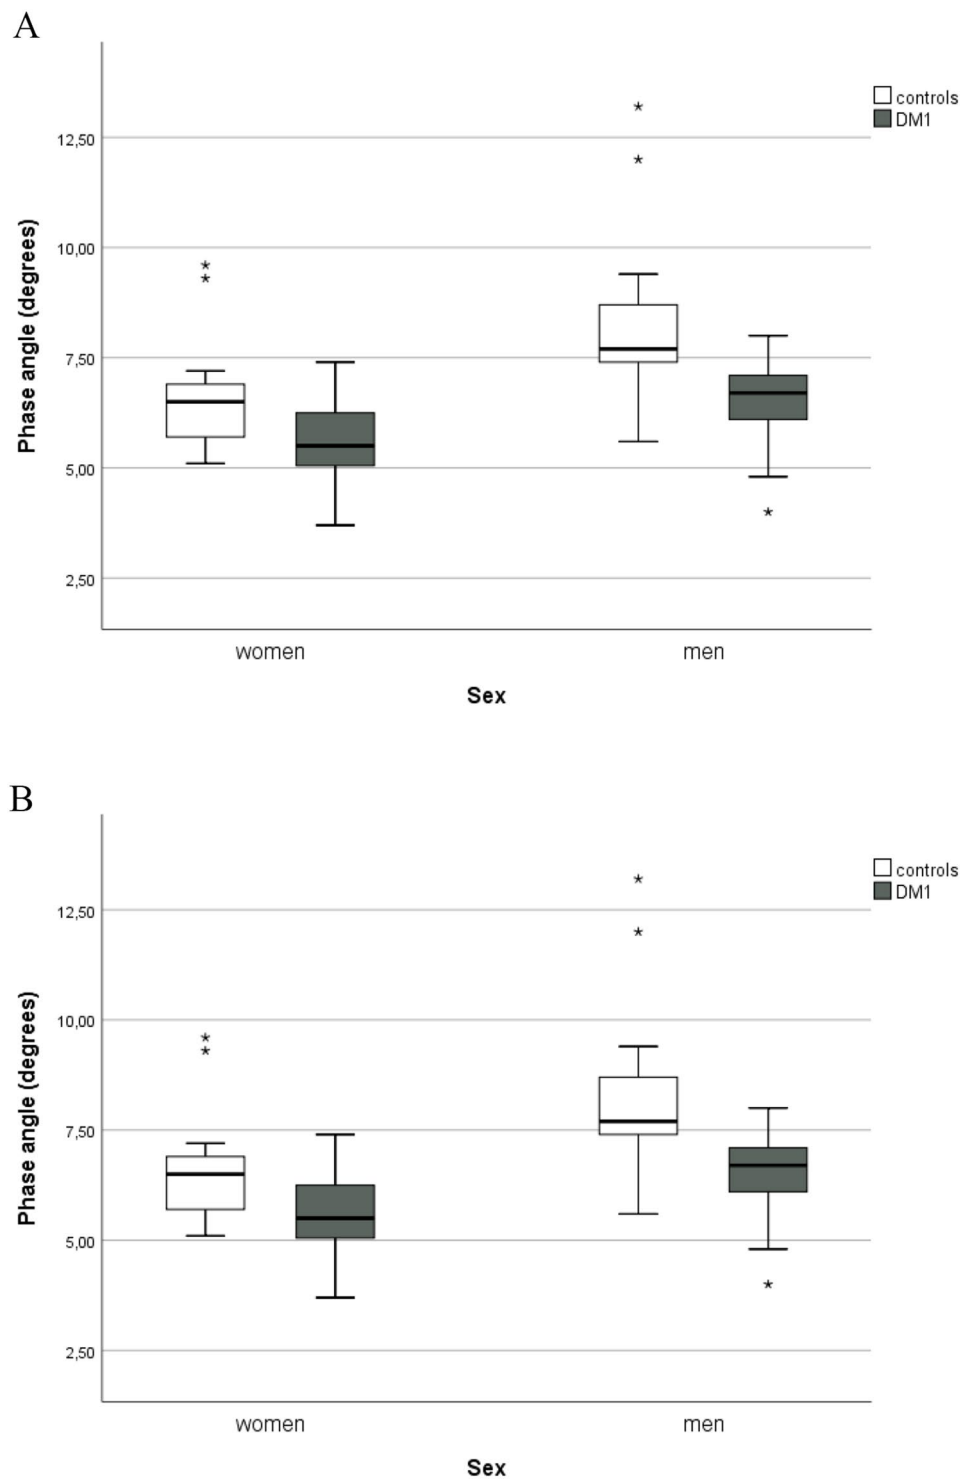 A
controls
DM1
12,50
10,00
7,50
5,00
2,50
Phase angle (degrees)
women men
Sex
B
controls
DM1
12,50
10,00
7,50
5,00
2,50
Phase angle (degrees)
women men
Sex